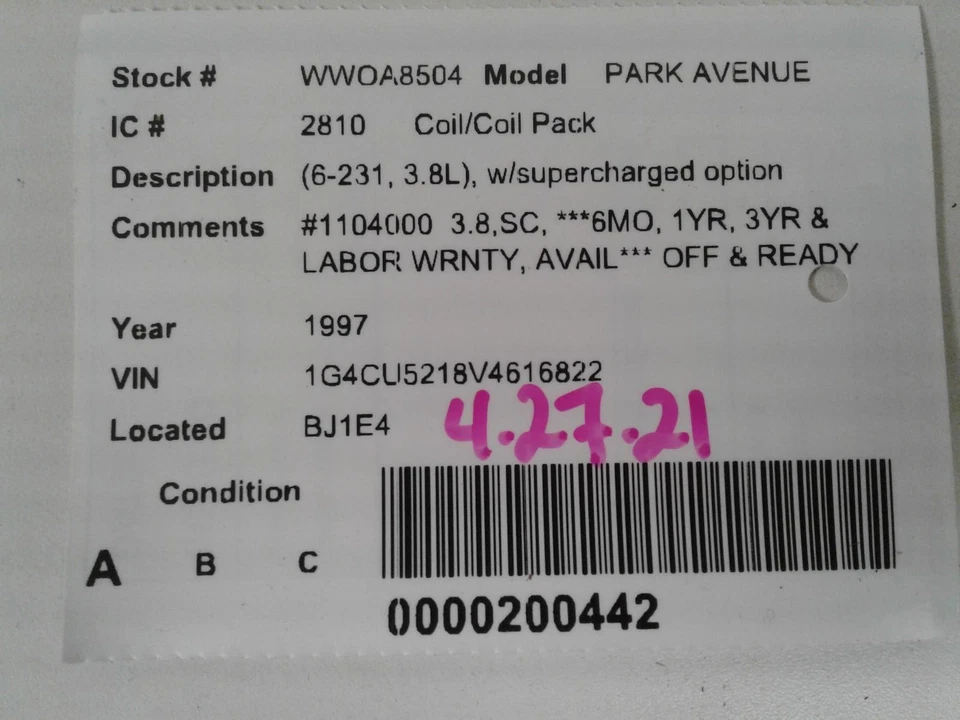 Stock # WWOA8504 Model PARK AVENUE
IC # 2810 Coil/Coil Pack
Description (6-231, 3.8L), w/supercharged option
Comments #1104000 3.8,SC, ***6MO, 1YR, 3YR &
LABOR WRNTY, AVAIL*** OFF & READY
Year 1997
VIN 1G4CU5218V4616822
Located BJ1E4
4.27.21
Condition
A B C
0000200442